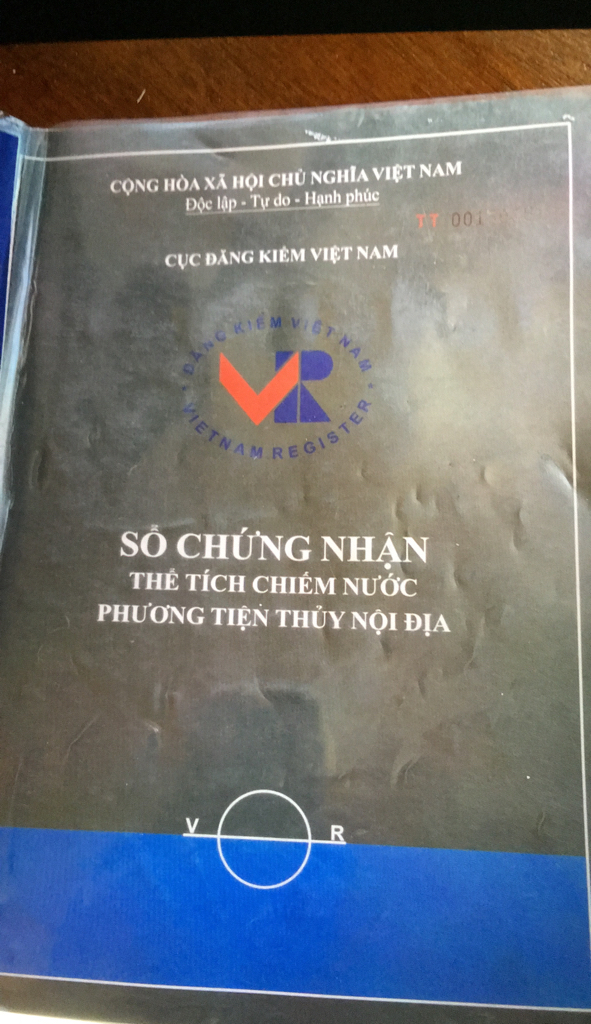 CỘNG HÒA XÃ HỘI CHỦ NGHĨA VIỆT NAM
Độc lập - Tự do - Hạnh phúc
TT 001
CỤC ĐĂNG KIỂM VIỆT NAM
ĐĂNG KIỂM VIỆT NAM
VR
VIETNAM REGISTER
SỔ CHỨNG NHẬN
THỂ TÍCH CHIẾM NƯỚC
PHƯƠNG TIỆN THỦY NỘI ĐỊA
V R